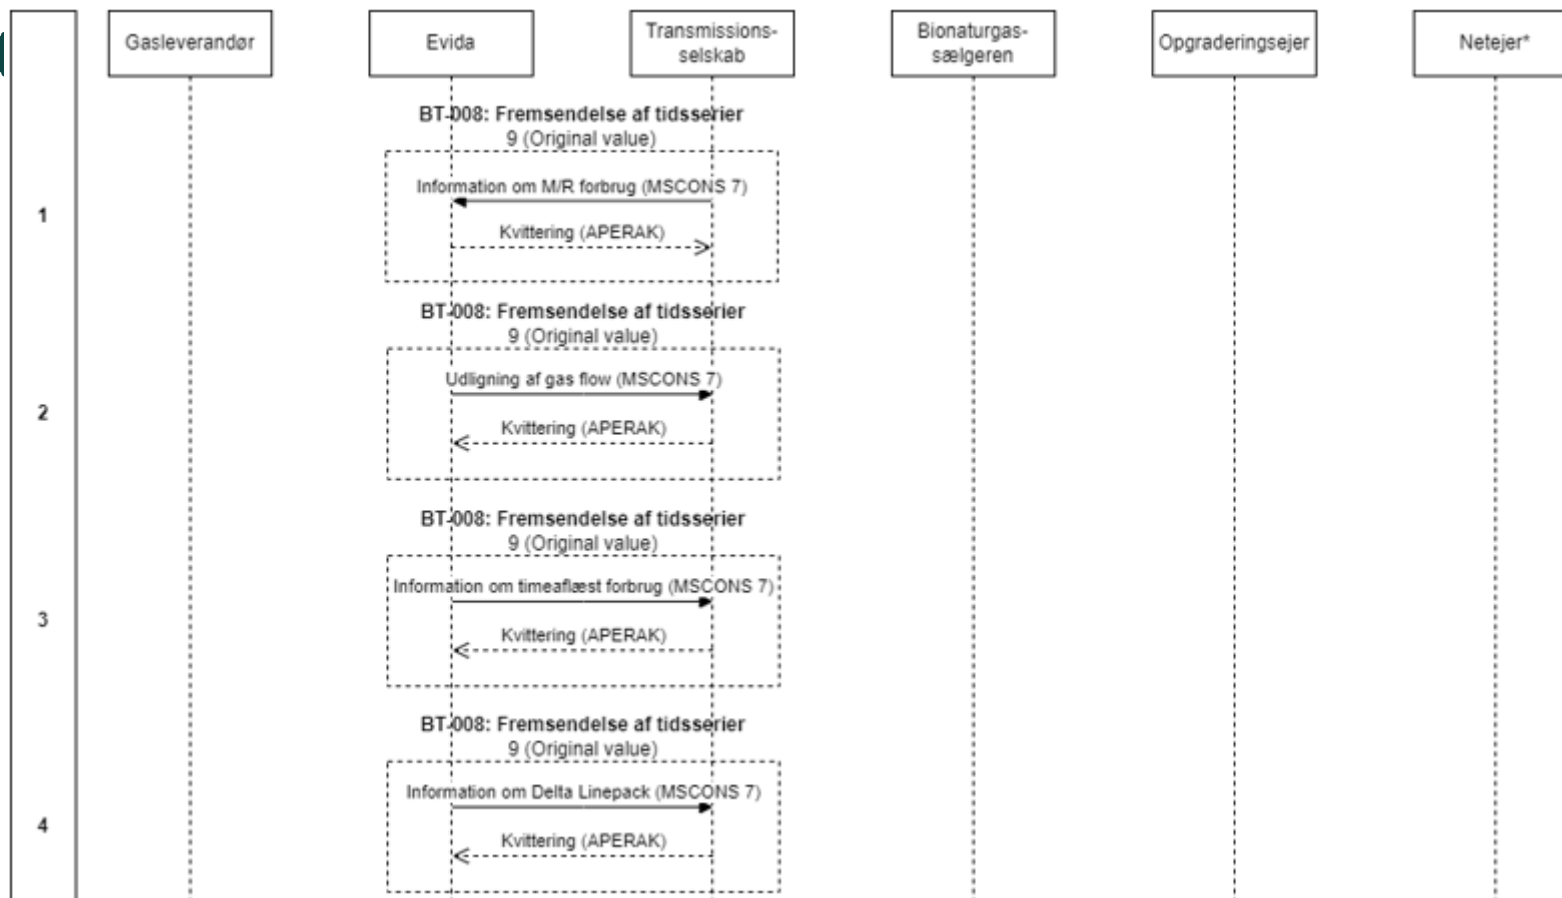 Gasleverandør
Evida
Transmissions-
selskab
Bionaturgas-
sælgeren
Opgraderingsejer
Netejer*
1
BT-008: Fremsendelse af tidsserier
9 (Original value)
Information om M/R forbrug (MSCONS 7)
Kvittering (APERAK)
2
BT-008: Fremsendelse af tidsserier
9 (Original value)
Udligning af gas flow (MSCONS 7)
Kvittering (APERAK)
3
BT-008: Fremsendelse af tidsserier
9 (Original value)
Information om timeaflæst forbrug (MSCONS 7)
Kvittering (APERAK)
4
BT-008: Fremsendelse af tidsserier
9 (Original value)
Information om Delta Linepack (MSCONS 7)
Kvittering (APERAK)